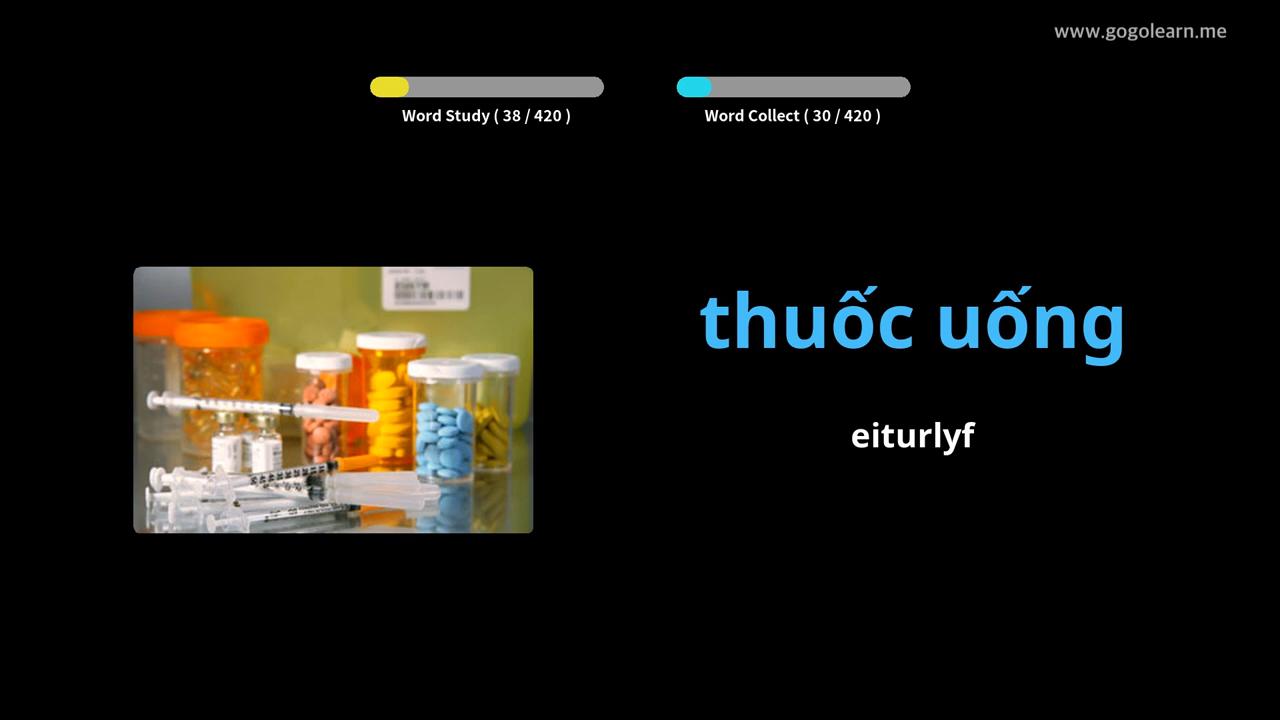 www.gogolearn.me
Word Study ( 38 / 420 )
Word Collect ( 30 / 420 )
thuốc uống
eiturlyf